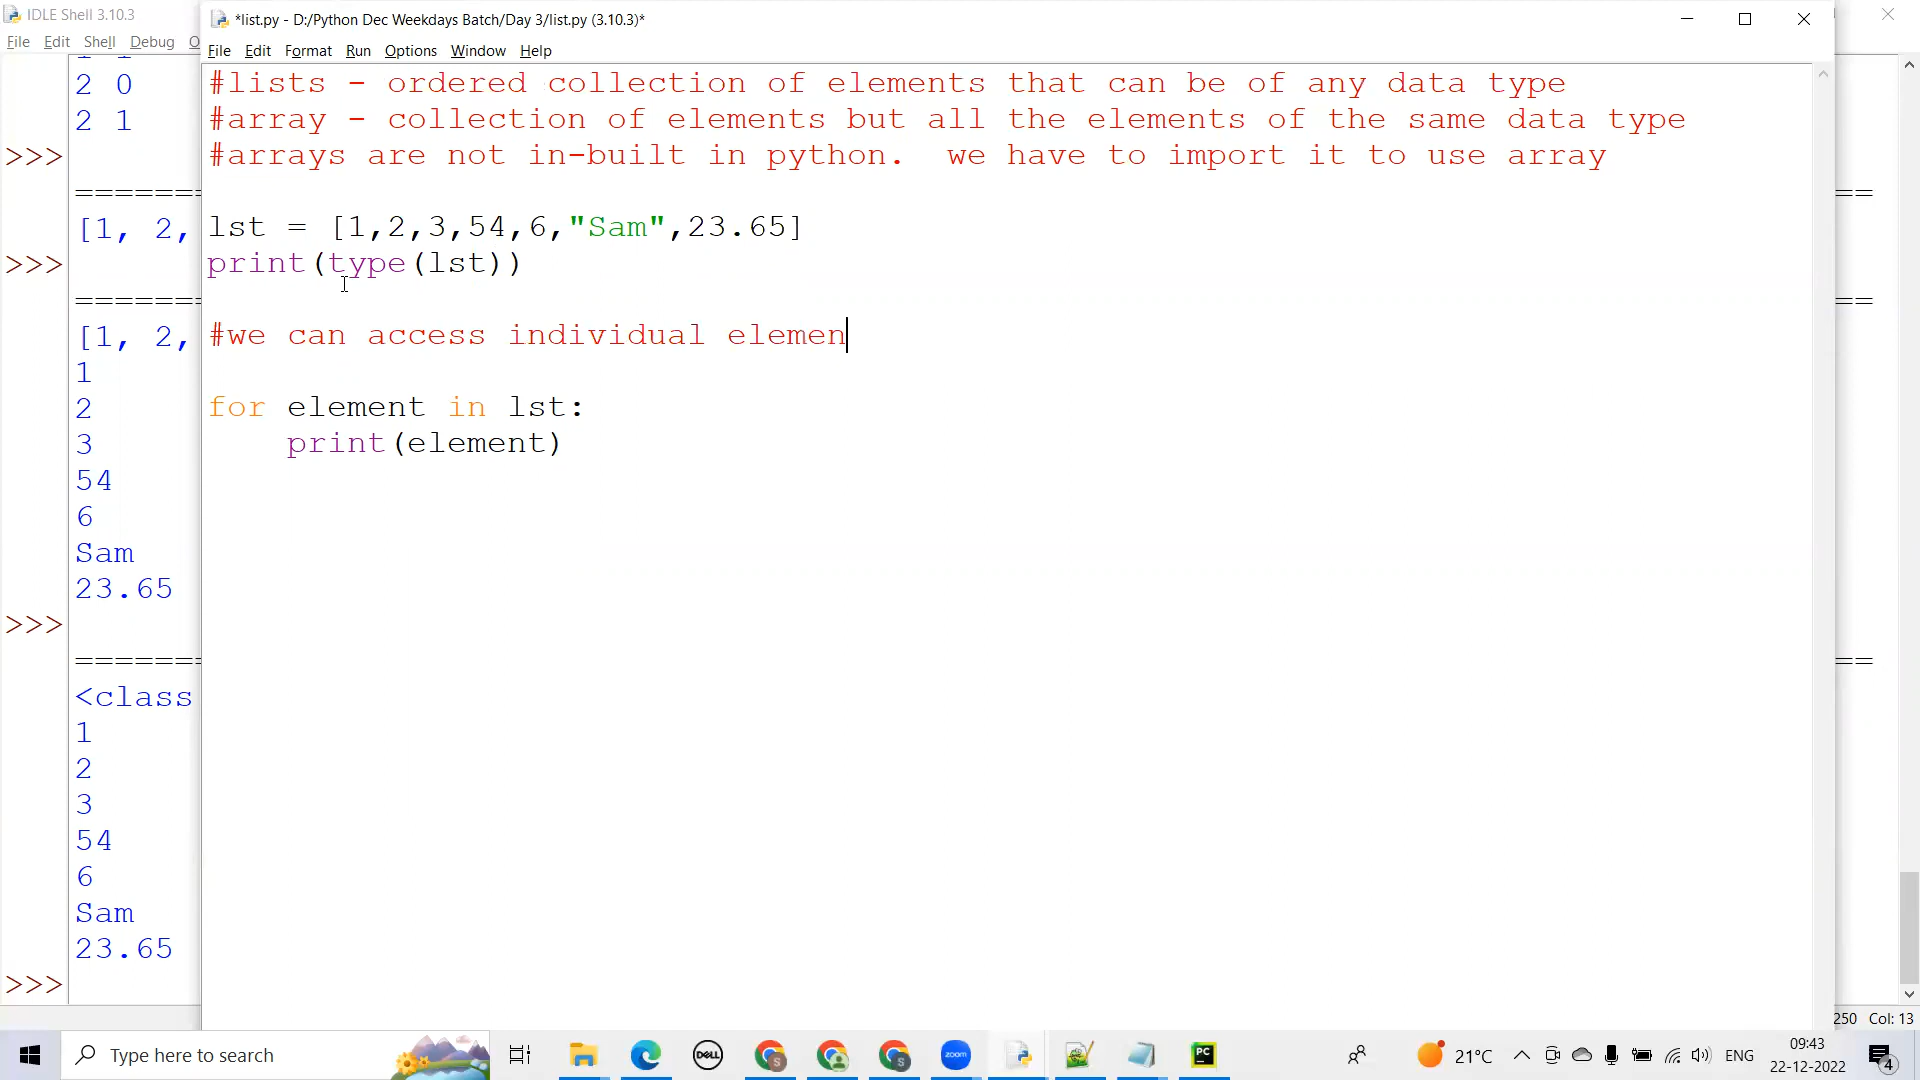 IDLE Shell 3.10.3
File Edit Shell Debug O
2 0
2 1
>>>
=======
[1, 2,
>>>
=======
[1, 2,
1
2
3
54
6
Sam
23.65
>>>
=======
<class
1
2
3
54
6
Sam
23.65
>>>
*list.py - D:/Python Dec Weekdays Batch/Day 3/list.py (3.10.3)*
File Edit Format Run Options Window Help
#lists - ordered collection of elements that can be of any data type
#array - collection of elements but all the elements of the same data type
#arrays are not in-built in python.  we have to import it to use array
lst = [1,2,3,54,6,"Sam",23.65]
print(type(lst))
#we can access individual elemen
for element in lst:
    print(element)
==
==
==
250 Col: 13
Type here to search
DELL
zoom
PC
21°C
ENG
09:43
22-12-2022
4